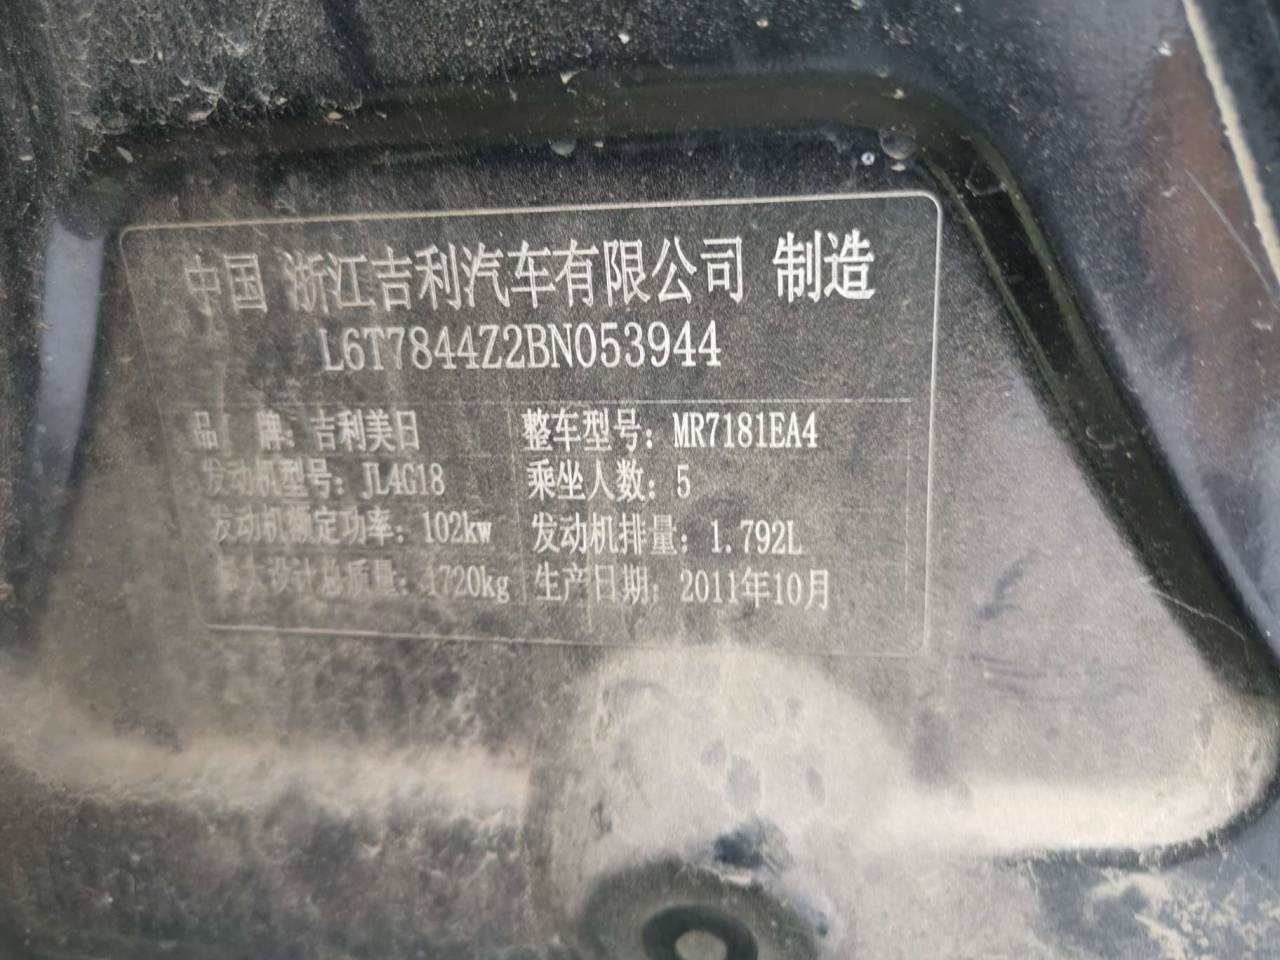 中国 浙江吉利汽车有限公司 制造
L6T7844Z2BN053944
品 牌：吉利美日 整车型号：MR7181EA4
发动机型号：JL4G18 乘坐人数：5
发动机额定功率：102kw 发动机排量：1.792L
最大设计总质量：1720kg 生产日期：2011年10月